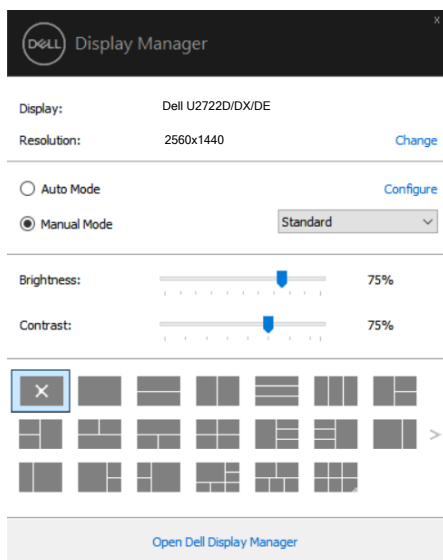 x
DELL Display Manager
Display: Dell U2722D/DX/DE
Resolution: 2560x1440 Change
Auto Mode Configure
Manual Mode Standard
Brightness: 75%
Contrast: 75%
Open Dell Display Manager